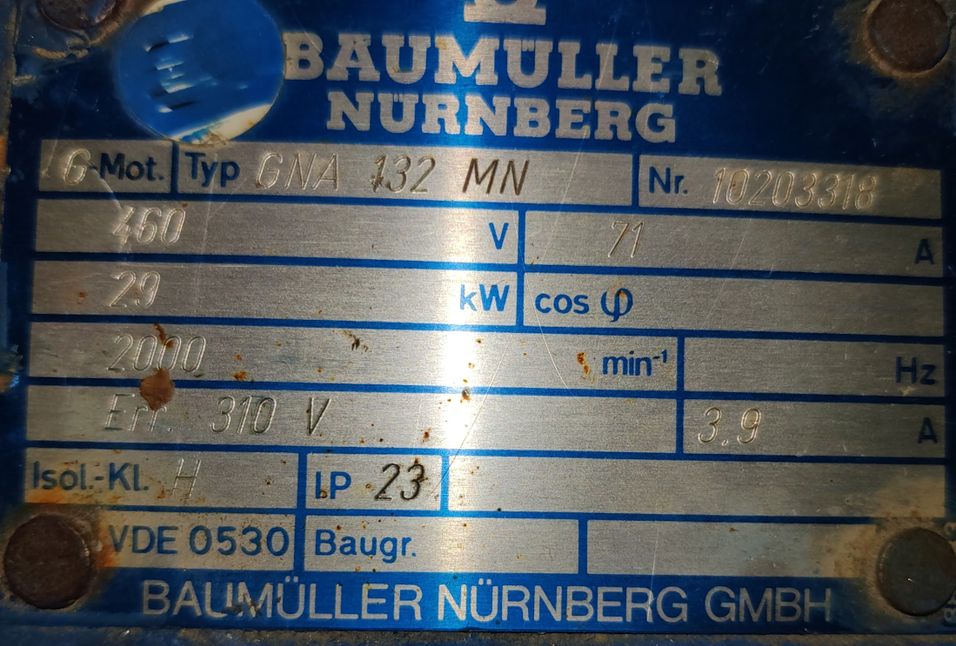 BAUMÜLLER
NÜRNBERG
G-Mot. Typ GNA 132 MN Nr. 10203318
460 V 71 A
29 kW cos φ
2000 min⁻¹ Hz
Err. 310 V 3.9 A
Isol.-Kl. H I.P 23
VDE 0530 Baugr.
BAUMÜLLER NÜRNBERG GMBH